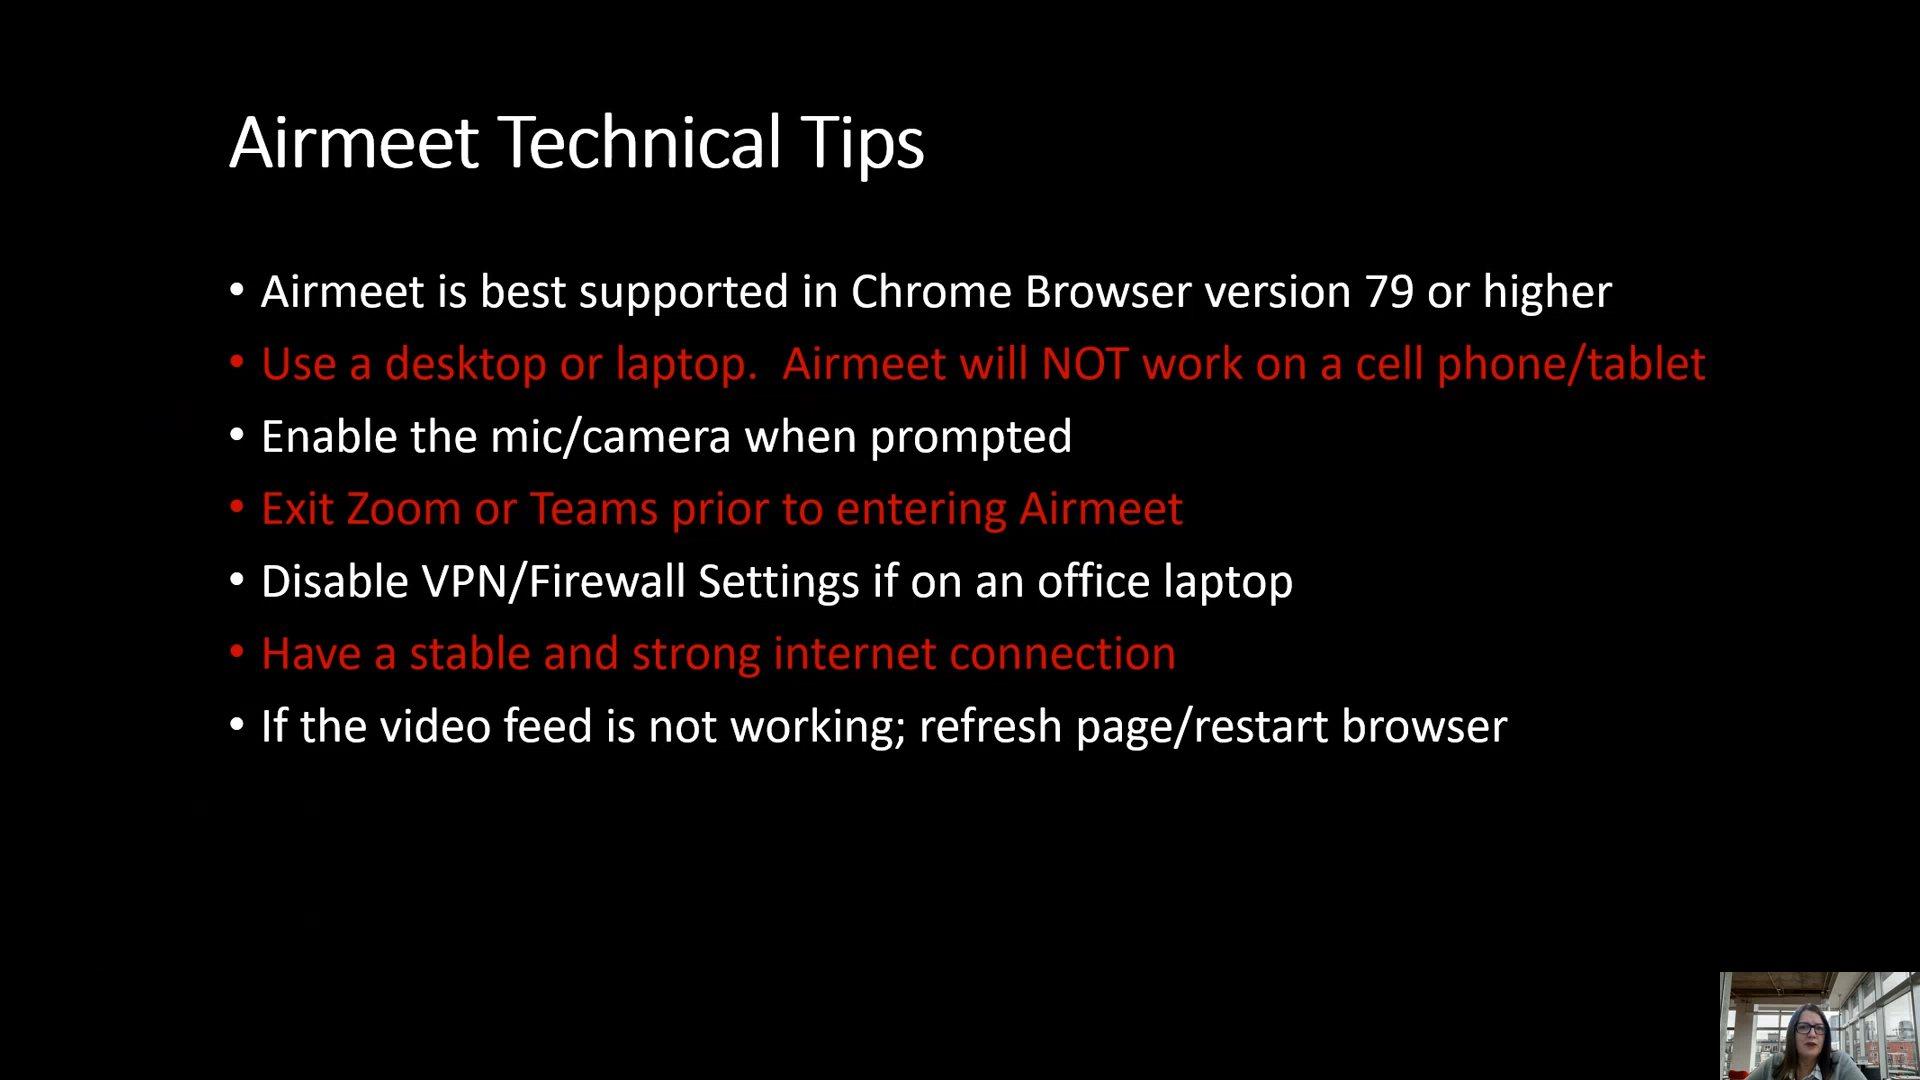 Airmeet Technical Tips
• Airmeet is best supported in Chrome Browser version 79 or higher
• Use a desktop or laptop.  Airmeet will NOT work on a cell phone/tablet
• Enable the mic/camera when prompted
• Exit Zoom or Teams prior to entering Airmeet
• Disable VPN/Firewall Settings if on an office laptop
• Have a stable and strong internet connection
• If the video feed is not working; refresh page/restart browser